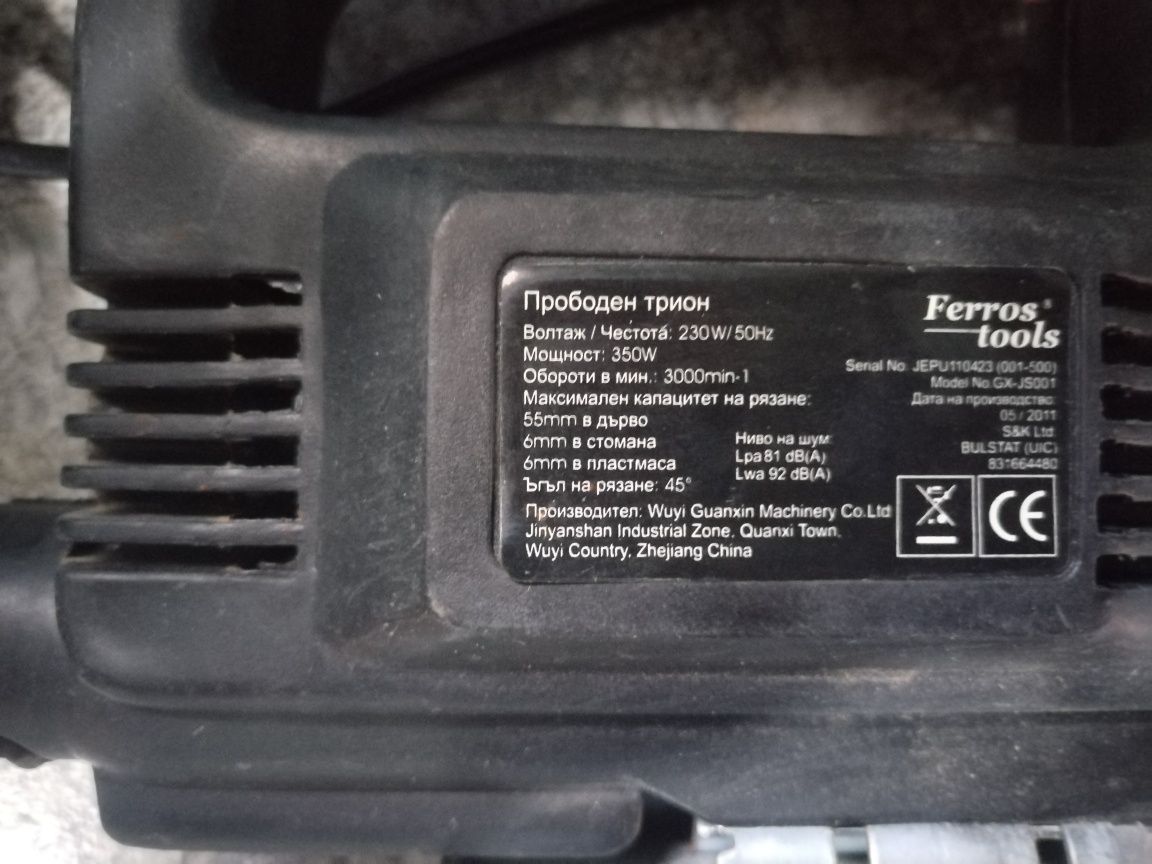 Прободен трион
Волтаж / Честота: 230W/50Hz
Мощност: 350W
Обороти в мин.: 3000min-1
Максимален капацитет на рязане:
55mm в дърво
6mm в стомана
6mm в пластмаса
Ъгъл на рязане: 45°
Ниво на шум
Lpa 81 dB(A)
Lwa 92 dB(A)
Ferros
tools
Serial No: JEPU110423 (001-500)
Model No.GX-JS001
Дата на производство:
05 / 2011
S&K Ltd
BULSTAT (UIC)
831664480
Производител: Wuyi Guanxin Machinery Co.Ltd
Jinyanshan Industrial Zone, Quanxi Town,
Wuyi Country, Zhejiang China
CE